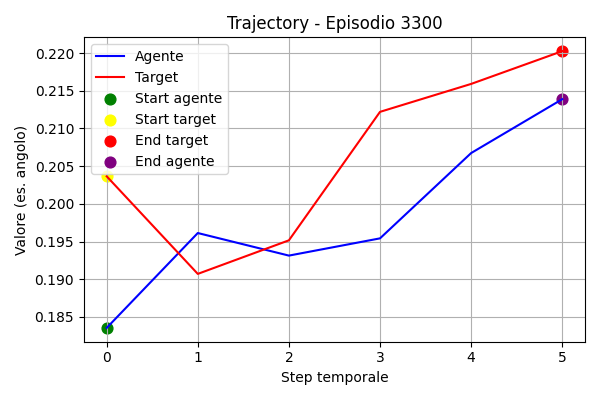 Trajectory - Episodio 3300
Agente
Target
Start agente
Start target
End target
End agente
Valore (es. angolo)
0.220
0.215
0.210
0.205
0.200
0.195
0.190
0.185
0 1 2 3 4 5
Step temporale